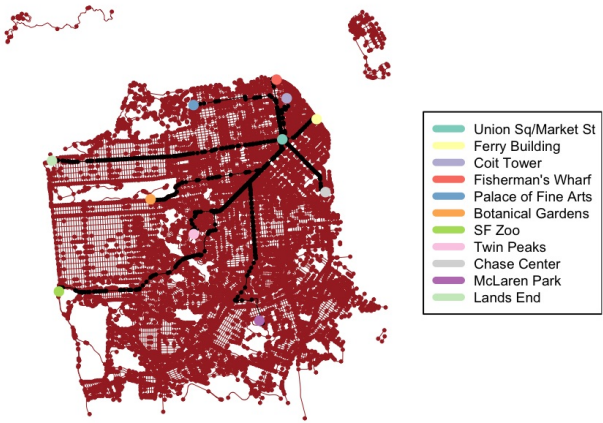 Union Sq/Market St
Ferry Building
Coit Tower
Fisherman's Wharf
Palace of Fine Arts
Botanical Gardens
SF Zoo
Twin Peaks
Chase Center
McLaren Park
Lands End